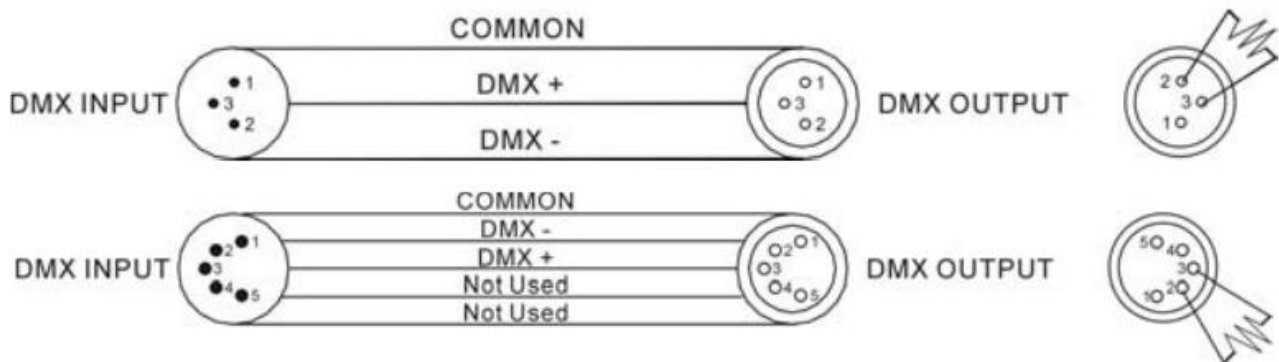 COMMON
DMX INPUT 1 3 2 DMX + 1 3 2 DMX OUTPUT 2 3 1
DMX -
COMMON
DMX -
DMX INPUT 1 2 3 4 5 DMX + 1 2 3 4 5 DMX OUTPUT 5 4 3 2 1
Not Used
Not Used